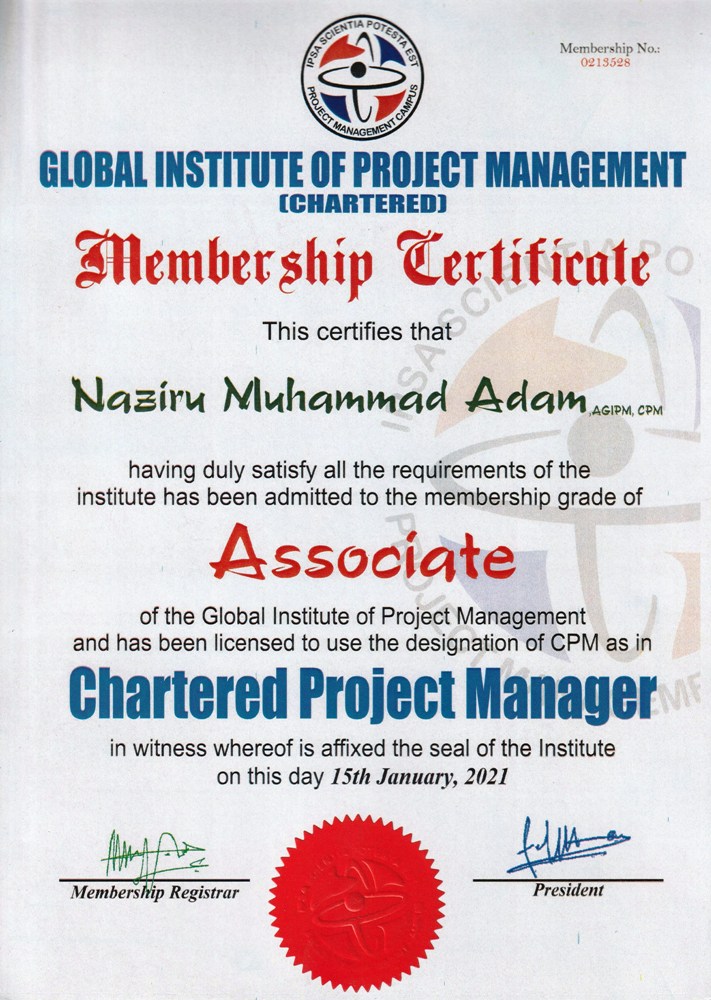 IPSA SCIENTIA POTESTA EST
PROJECT MANAGEMENT CAMPUS
Membership No.:
0213528
GLOBAL INSTITUTE OF PROJECT MANAGEMENT
(CHARTERED)
Membership Certificate
This certifies that
Naziru Muhammad Adam,AGIPM, CPM
having duly satisfy all the requirements of the
institute has been admitted to the membership grade of
Associate
of the Global Institute of Project Management
and has been licensed to use the designation of CPM as in
Chartered Project Manager
in witness whereof is affixed the seal of the Institute
on this day 15th January, 2021
Membership Registrar
President